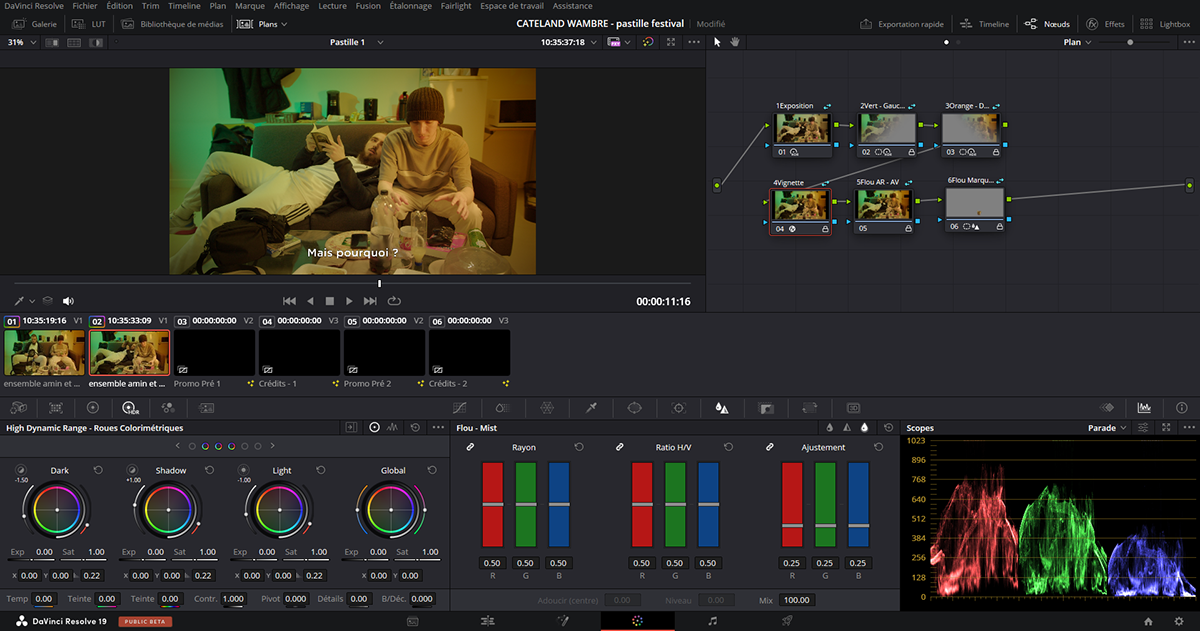 DaVinci Resolve Fichier Édition Trim Timeline Plan Marque Affichage Lecture Fusion Étalonnage Fairlight Espace de travail Assistance
Galerie LUT Bibliothèque de médias Plans CATELAND WAMBRE - pastille festival Modifié Exportation rapide Timeline Nœuds Effets Lightbox
31% Pastille 1 10:35:37:18 Plan
1Exposition 2Vert - Gauc... 3Orange - D...
01 02 03
4Vignette 5Flou AR - AV 6Flou Marqu...
04 05 06
Mais pourquoi ?
00:00:11:16
01 10:35:19:16 V1 02 10:35:33:09 V1 03 00:00:00:00 V2 04 00:00:00:00 V3 05 00:00:00:00 V2 06 00:00:00:00 V3
ensemble amin et ... ensemble amin et ... Promo Pré 1 Crédits - 1 Promo Pré 2 Crédits - 2
HDR
High Dynamic Range - Roues Colorimétriques Flou - Mist Scopes Parade
Dark Shadow Light Global Rayon Ratio H/V Ajustement
-1.50 +1.00 -1.00
Exp 0.00 Sat 1.00 Exp 0.00 Sat 1.00 Exp 0.00 Sat 1.00 Exp 0.00 Sat 1.00
X 0.00 Y 0.00 0.22 X 0.00 Y 0.00 0.22 X 0.00 Y 0.00 0.22 X 0.00 Y 0.00
Temp 0.00 Teinte 0.00 Teinte 0.00 Contr. 1.000 Pivot 0.000 Détails 0.00 B/Déc. 0.000
0.50 0.50 0.50 0.50 0.50 0.50 0.25 0.25 0.25
R G B R G B R G B
Adoucir (centre) 0.00 Niveau 0.00 Mix 100.00
1023
896
768
640
512
384
256
128
0
DaVinci Resolve 19 PUBLIC BETA